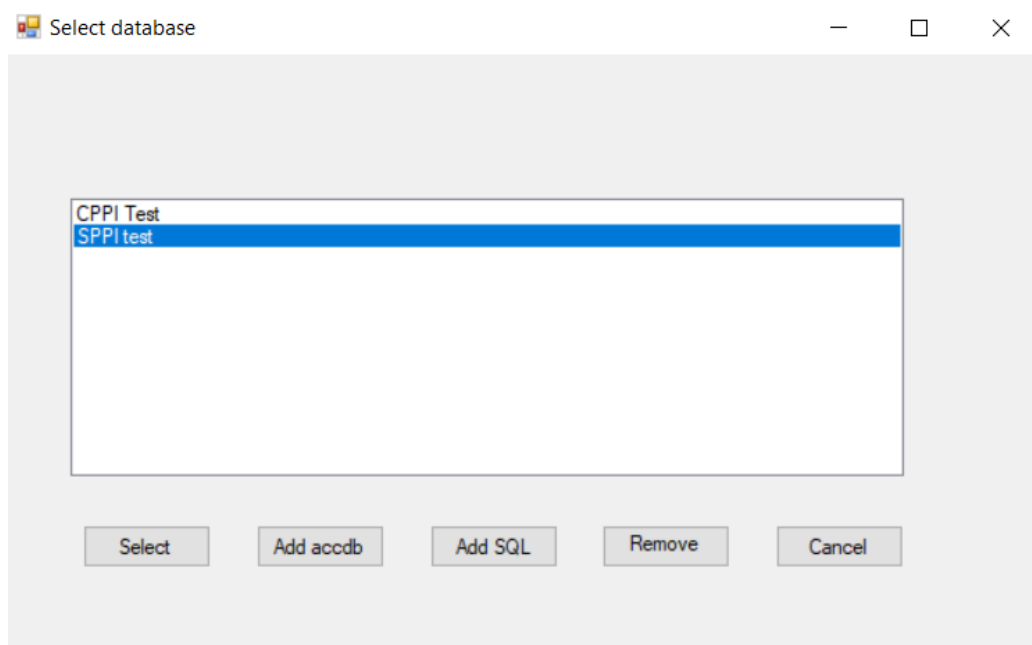 Select database
CPPI Test
SPPI test
Select Add accdb Add SQL Remove Cancel